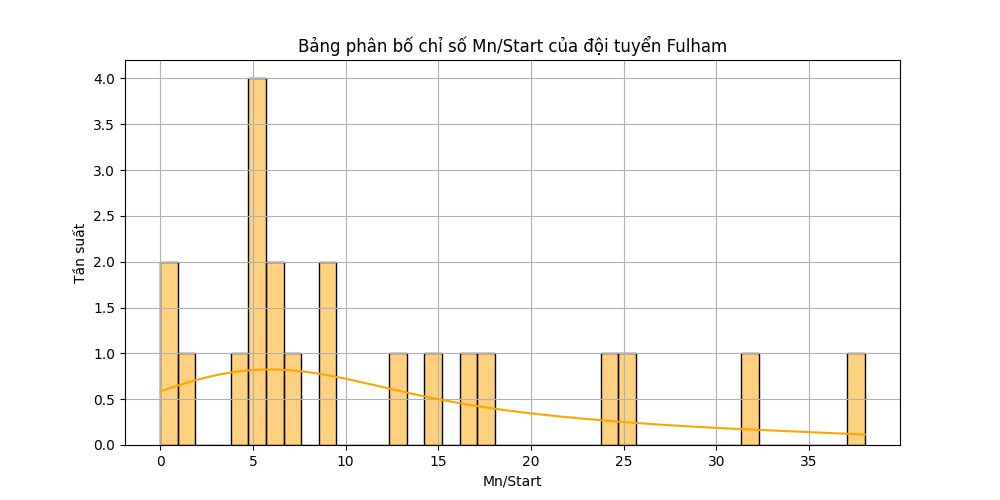 Bảng phân bố chỉ số Mn/Start của đội tuyển Fulham
4.0
3.5
3.0
2.5
2.0
1.5
1.0
0.5
0.0
Tần suất
0 5 10 15 20 25 30 35
Mn/Start